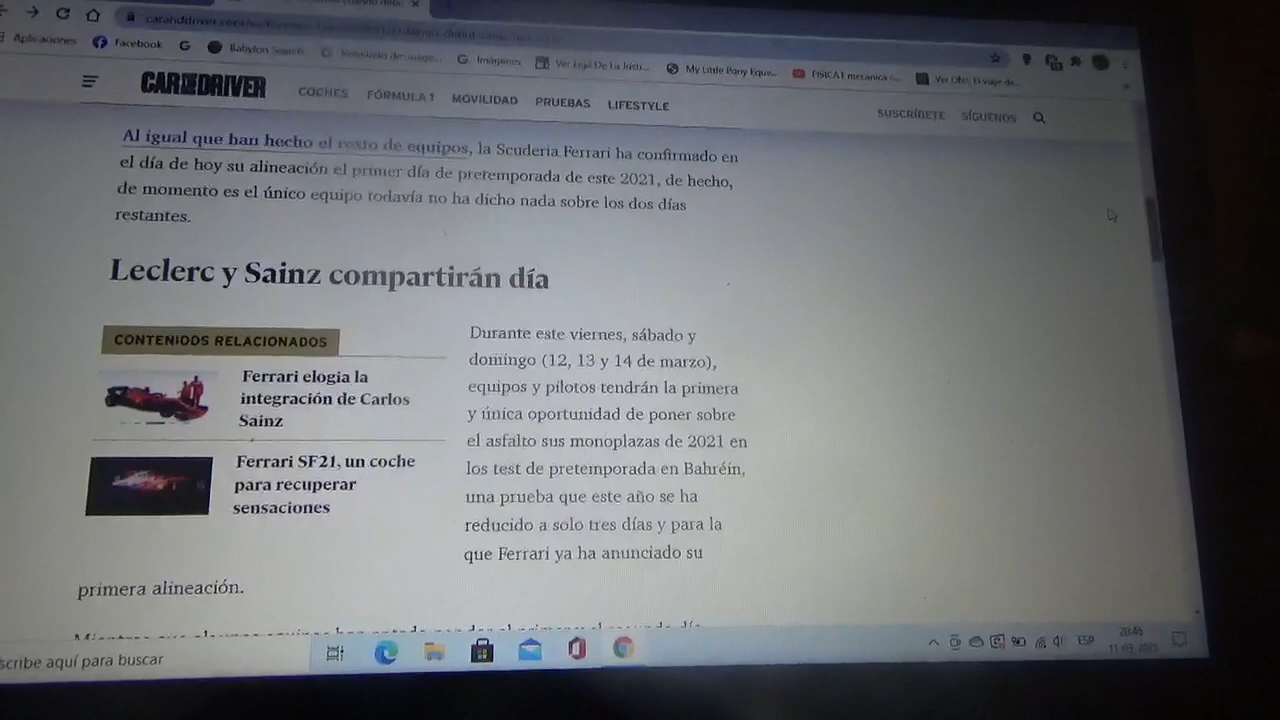 Aplicaciones Facebook Babylon Search Imágenes My Little Pony Eque...
CAR AND DRIVER
COCHES FÓRMULA 1 MOVILIDAD PRUEBAS LIFESTYLE
SUSCRÍBETE SÍGUENOS
Al igual que han hecho el resto de equipos, la Scuderia Ferrari ha confirmado en
el día de hoy su alineación el primer día de pretemporada de este 2021, de hecho,
de momento es el único equipo todavía no ha dicho nada sobre los dos días
restantes.
Leclerc y Sainz compartirán día
CONTENIDOS RELACIONADOS
Ferrari elogia la
integración de Carlos
Sainz
Ferrari SF21, un coche
para recuperar
sensaciones
Durante este viernes, sábado y
domingo (12, 13 y 14 de marzo),
equipos y pilotos tendrán la primera
y única oportunidad de poner sobre
el asfalto sus monoplazas de 2021 en
los test de pretemporada en Bahréin,
una prueba que este año se ha
reducido a solo tres días y para la
que Ferrari ya ha anunciado su
primera alineación.
scribe aquí para buscar
ESP
20:46